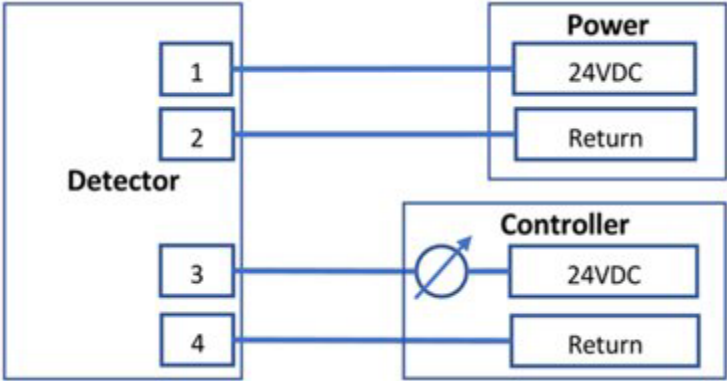 Power
1
24VDC
2
Return
Detector
Controller
3
24VDC
4
Return